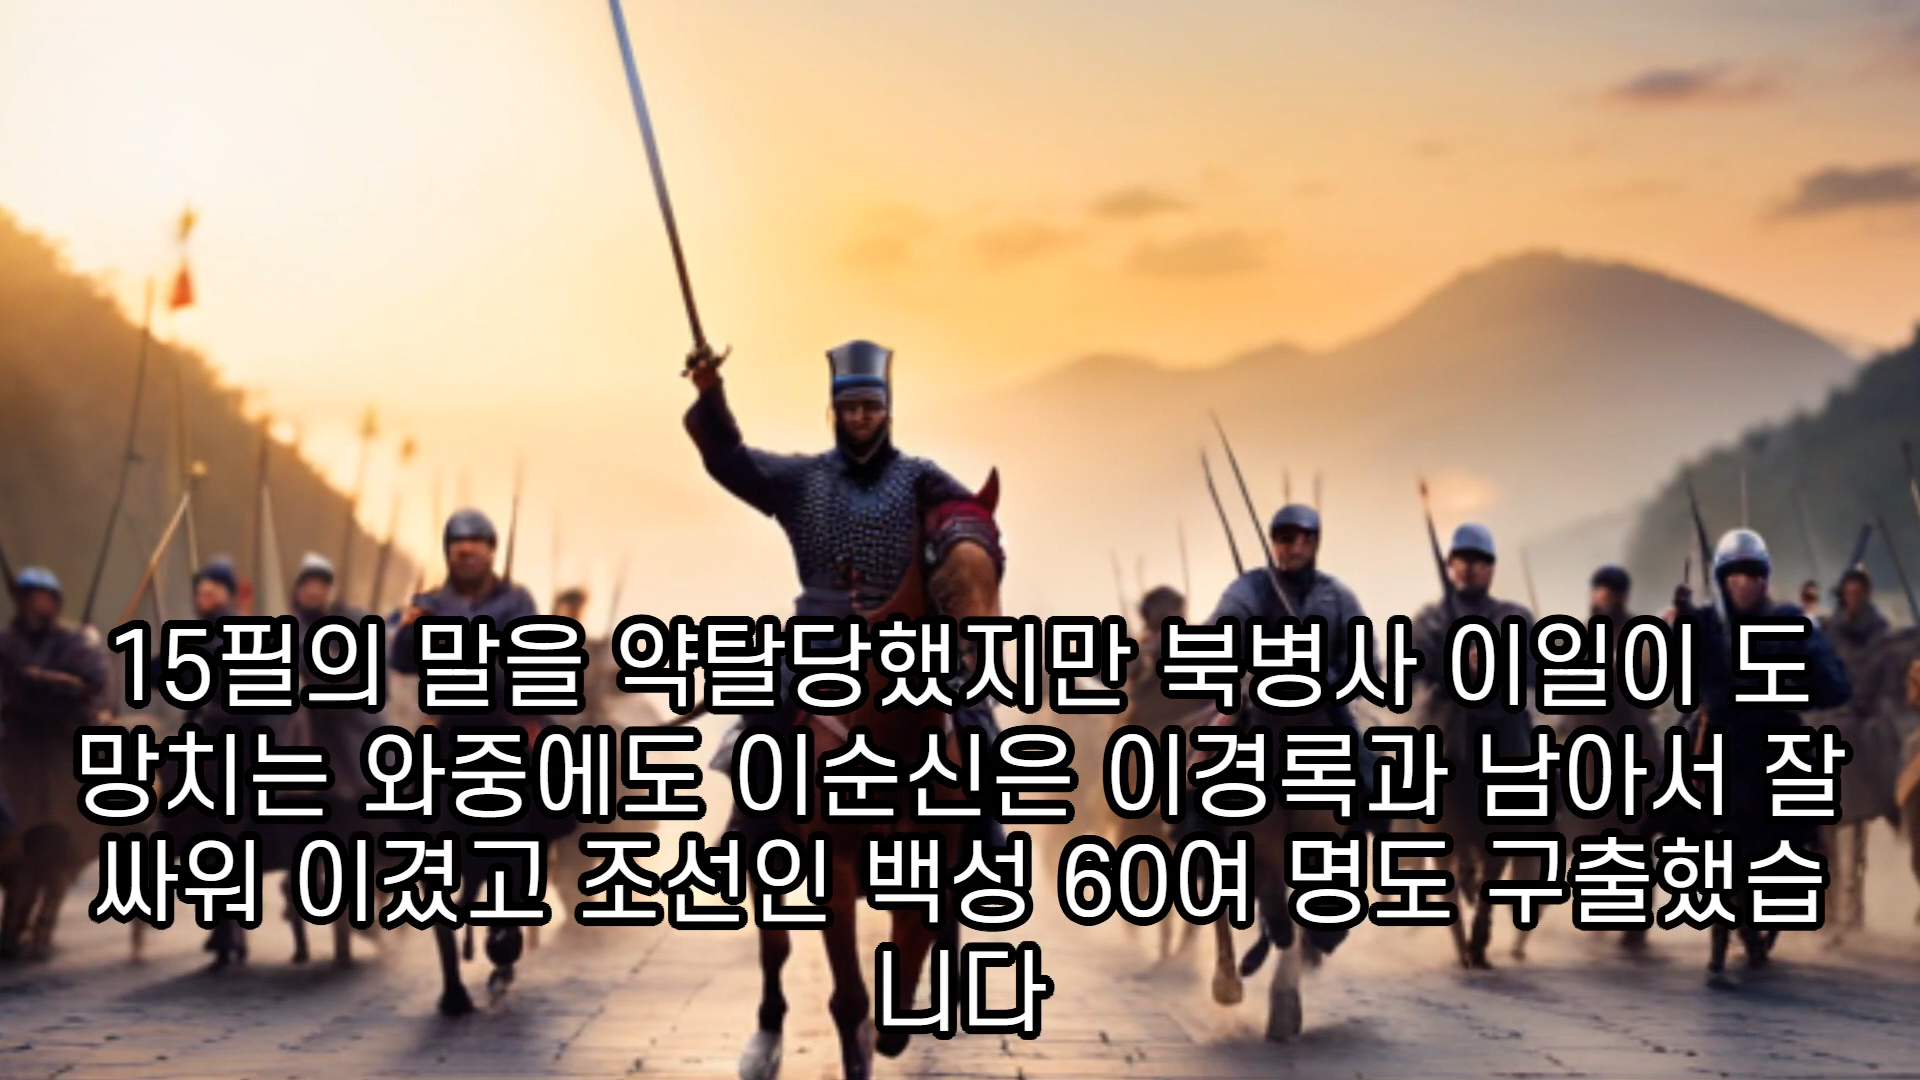 15필의 말을 약탈당했지만 북병사 이일이 도
망치는 와중에도 이순신은 이경록과 남아서 잘
싸워 이겼고 조선인 백성 60여 명도 구출했습
니다